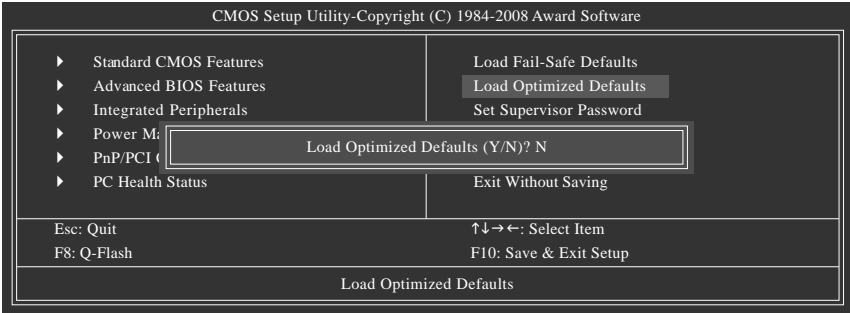 CMOS Setup Utility-Copyright (C) 1984-2008 Award Software
Standard CMOS Features
Advanced BIOS Features
Integrated Peripherals
Power
PnP/PCI
PC Health Status
Load Fail-Safe Defaults
Load Optimized Defaults
Set Supervisor Password
Exit Without Saving
Load Optimized Defaults (Y/N)? N
Esc: Quit
↑↓→←: Select Item
F8: Q-Flash
F10: Save & Exit Setup
Load Optimized Defaults